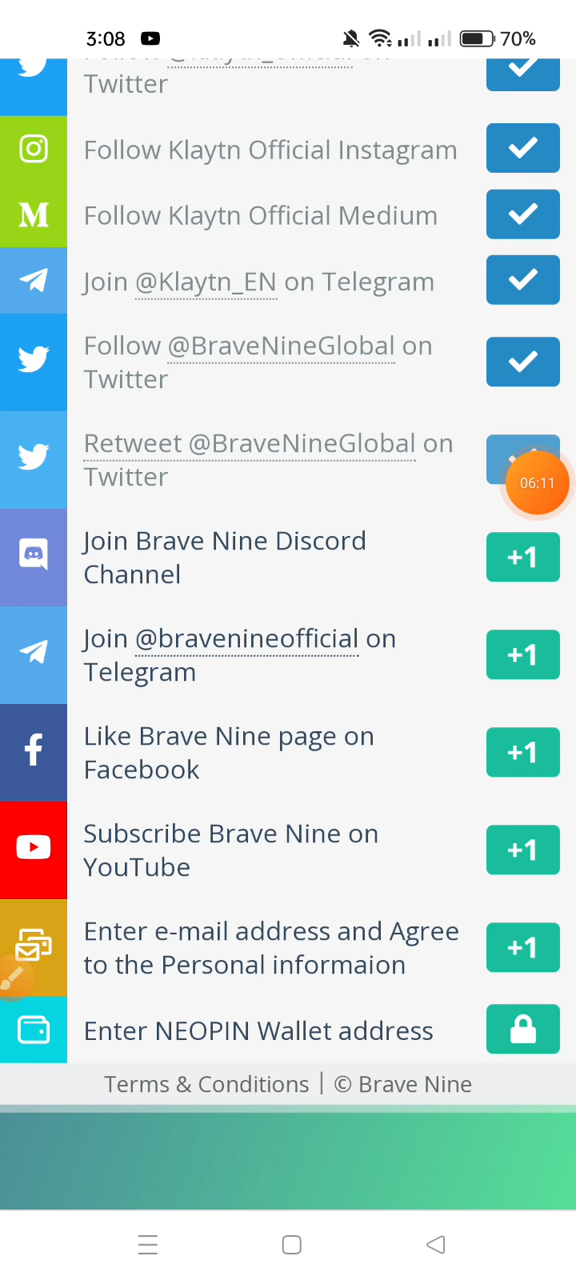 3:08 70%
Twitter
Follow Klaytn Official Instagram
M Follow Klaytn Official Medium
Join @Klaytn_EN on Telegram
Follow @BraveNineGlobal on
Twitter
Retweet @BraveNineGlobal on
Twitter
06:11
Join Brave Nine Discord
Channel
+1
Join @bravenineofficial on
Telegram
+1
Like Brave Nine page on
Facebook
+1
Subscribe Brave Nine on
YouTube
+1
Enter e-mail address and Agree
to the Personal informaion
+1
Enter NEOPIN Wallet address
Terms & Conditions | © Brave Nine